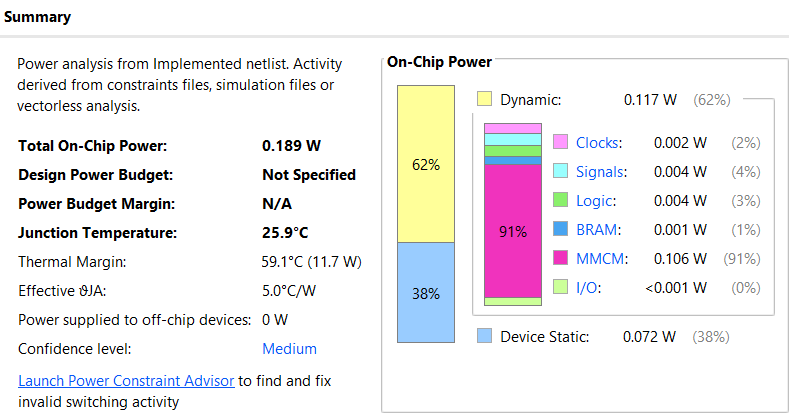 Summary
Power analysis from Implemented netlist. Activity
derived from constraints files, simulation files or
vectorless analysis.
Total On-Chip Power: 0.189 W
Design Power Budget: Not Specified
Power Budget Margin: N/A
Junction Temperature: 25.9°C
Thermal Margin: 59.1°C (11.7 W)
Effective ϑJA: 5.0°C/W
Power supplied to off-chip devices: 0 W
Confidence level: Medium
Launch Power Constraint Advisor to find and fix
invalid switching activity
On-Chip Power
62%
38%
Dynamic: 0.117 W (62%)
91%
Clocks: 0.002 W (2%)
Signals: 0.004 W (4%)
Logic: 0.004 W (3%)
BRAM: 0.001 W (1%)
MMCM: 0.106 W (91%)
I/O: <0.001 W (0%)
Device Static: 0.072 W (38%)